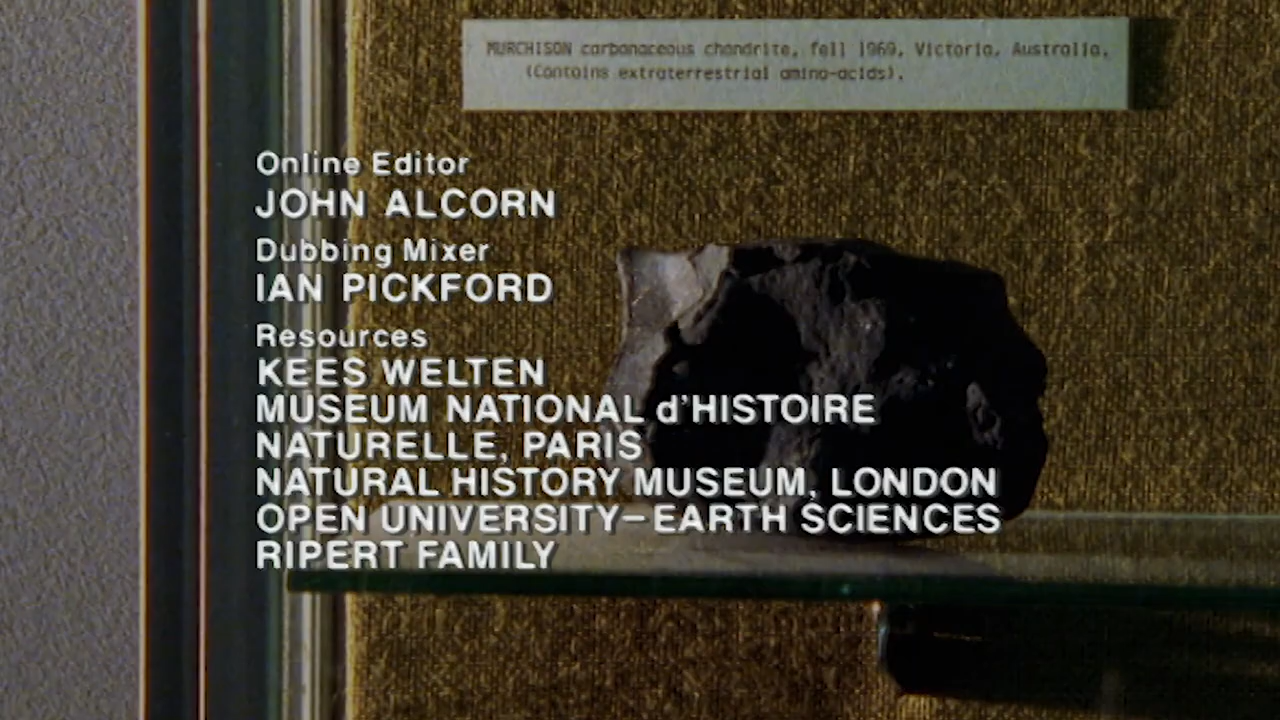 MURCHISON carbonaceous chondrite, fell 1969, Victoria, Australia.
(Contains extraterrestrial amino-acids).
Online Editor
JOHN ALCORN
Dubbing Mixer
IAN PICKFORD
Resources
KEES WELTEN
MUSEUM NATIONAL d'HISTOIRE
NATURELLE, PARIS
NATURAL HISTORY MUSEUM, LONDON
OPEN UNIVERSITY–EARTH SCIENCES
RIPERT FAMILY